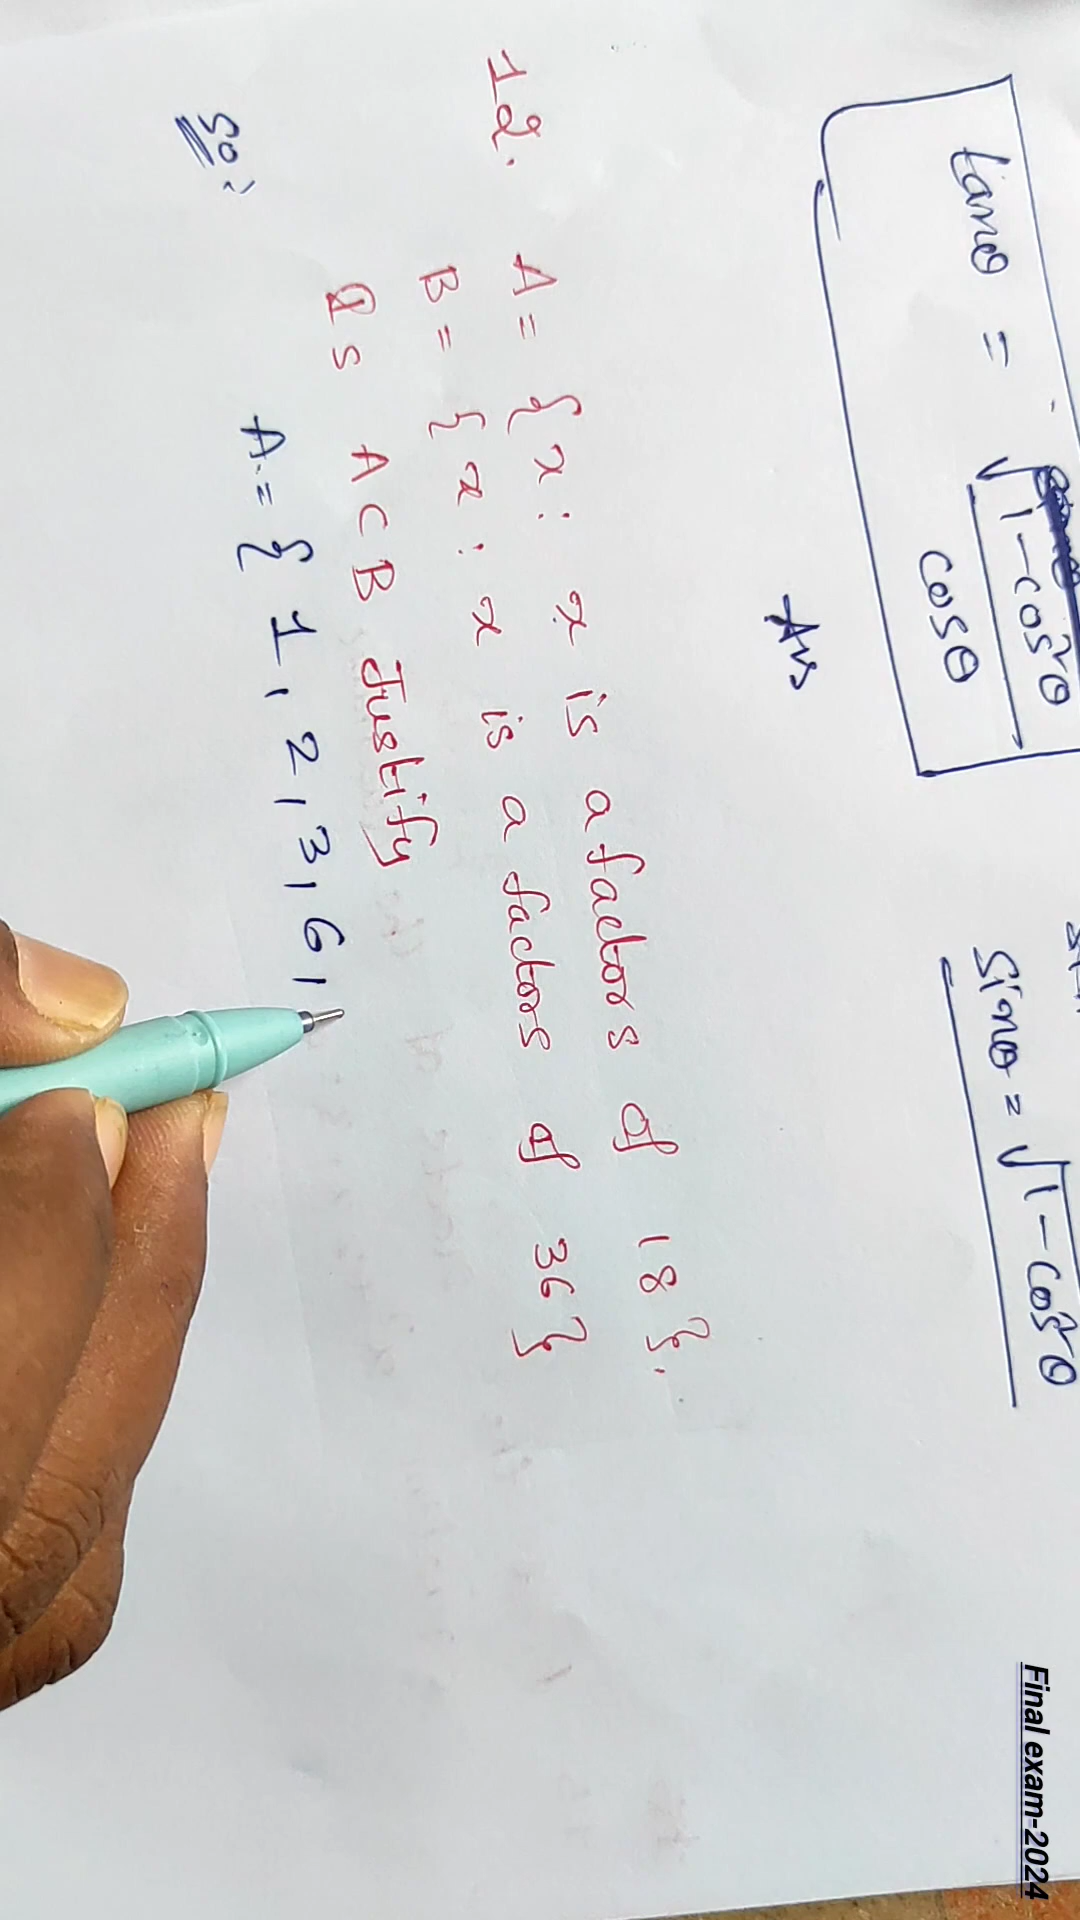 tanθ = √1-cos²θ
cosθ
sinθ = √1-cos²θ
Ans
12. A = {x: x is a factors of 18}.
B = {x: x is a factors of 36}
Is A⊂B Justify
So:
A = { 1, 2, 3, 6,
Final exam-2024